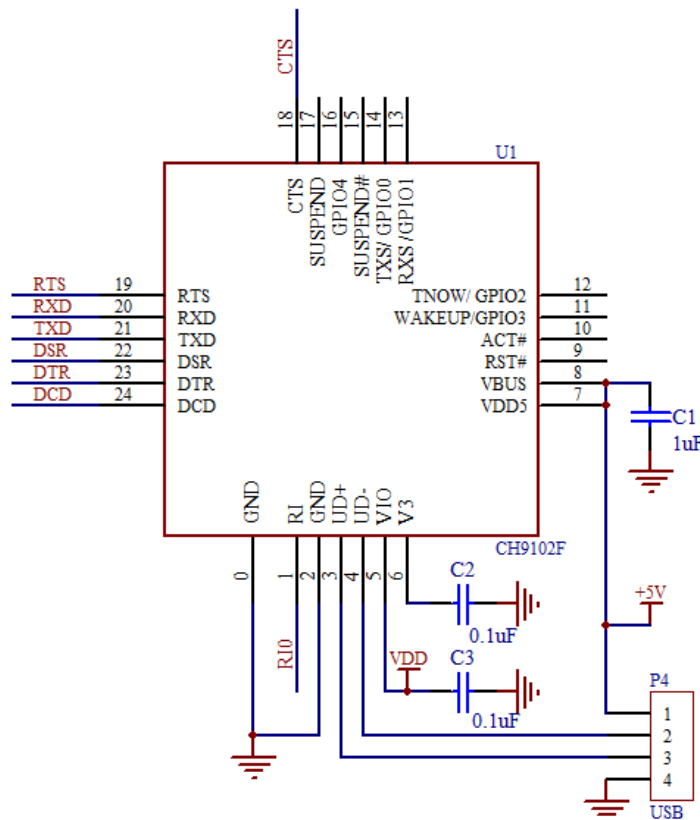 CTS
18
17
16
15
14
13
U1
CTS
SUSPEND
GPIO4
SUSPEND#
TXS/ GPIO0
RXS /GPIO1
RTS 19 RTS
RXD 20 RXD
TXD 21 TXD
DSR 22 DSR
DTR 23 DTR
DCD 24 DCD
TNOW/ GPIO2 12
WAKEUP/GPIO3 11
ACT# 10
RST# 9
VBUS 8
VDD5 7
C1
1uF
GND
RI
GND
UD+
UD-
VIO
V3
CH9102F
0
1
2
3
4
5
6
C2
0.1uF
+5V
RI0
VDD
C3
0.1uF
P4
1
2
3
4
USB